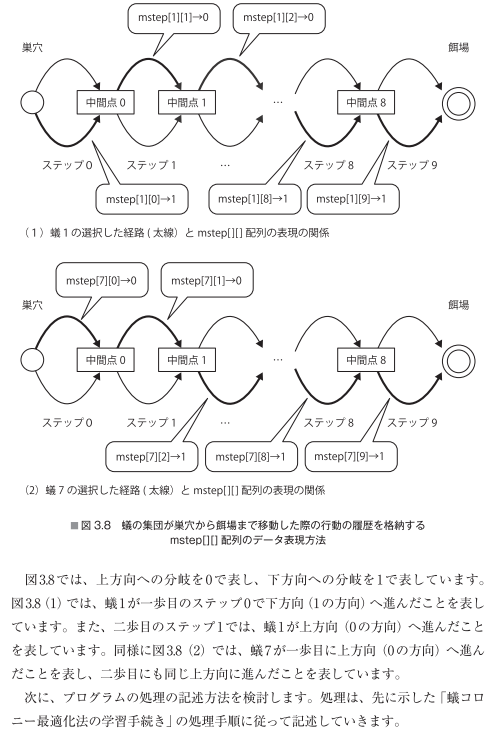 mstep[1][1]→0
mstep[1][2]→0
巣穴
餌場
中間点 0
中間点 1
…
中間点 8
ステップ0
ステップ 1
…
ステップ 8
ステップ 9
mstep[1][0]→1
mstep[1][8]→1
mstep[1][9]→1
（１）蟻１の選択した経路 ( 太線 ）と mstep[][] 配列の表現の関係
mstep[7][0]→0
mstep[7][1]→0
巣穴
餌場
中間点 0
中間点 1
…
中間点 8
ステップ0
ステップ 1
…
ステップ 8
ステップ 9
mstep[7][2]→1
mstep[7][8]→1
mstep[7][9]→1
（2）蟻７の選択した経路 ( 太線 ）と mstep[][] 配列の表現の関係
■ 図 3.8　蟻の集団が巣穴から餌場まで移動した際の行動の履歴を格納する
mstep[][] 配列のデータ表現方法
図3.8では、上方向への分岐を0で表し、下方向への分岐を1で表しています。
図3.8（1）では、蟻1が一歩目のステップ0で下方向（1の方向）へ進んだことを表し
ています。また、二歩目のステップ1では、蟻1が上方向（0の方向）へ進んだこと
を表しています。同様に図3.8（2）では、蟻7が一歩目に上方向（0の方向）へ進ん
だことを表し、二歩目にも同じ上方向に進んだことを表しています。
次に、プログラムの処理の記述方法を検討します。処理は、先に示した「蟻コロ
ニー最適化法の学習手続き」の処理手順に従って記述していきます。